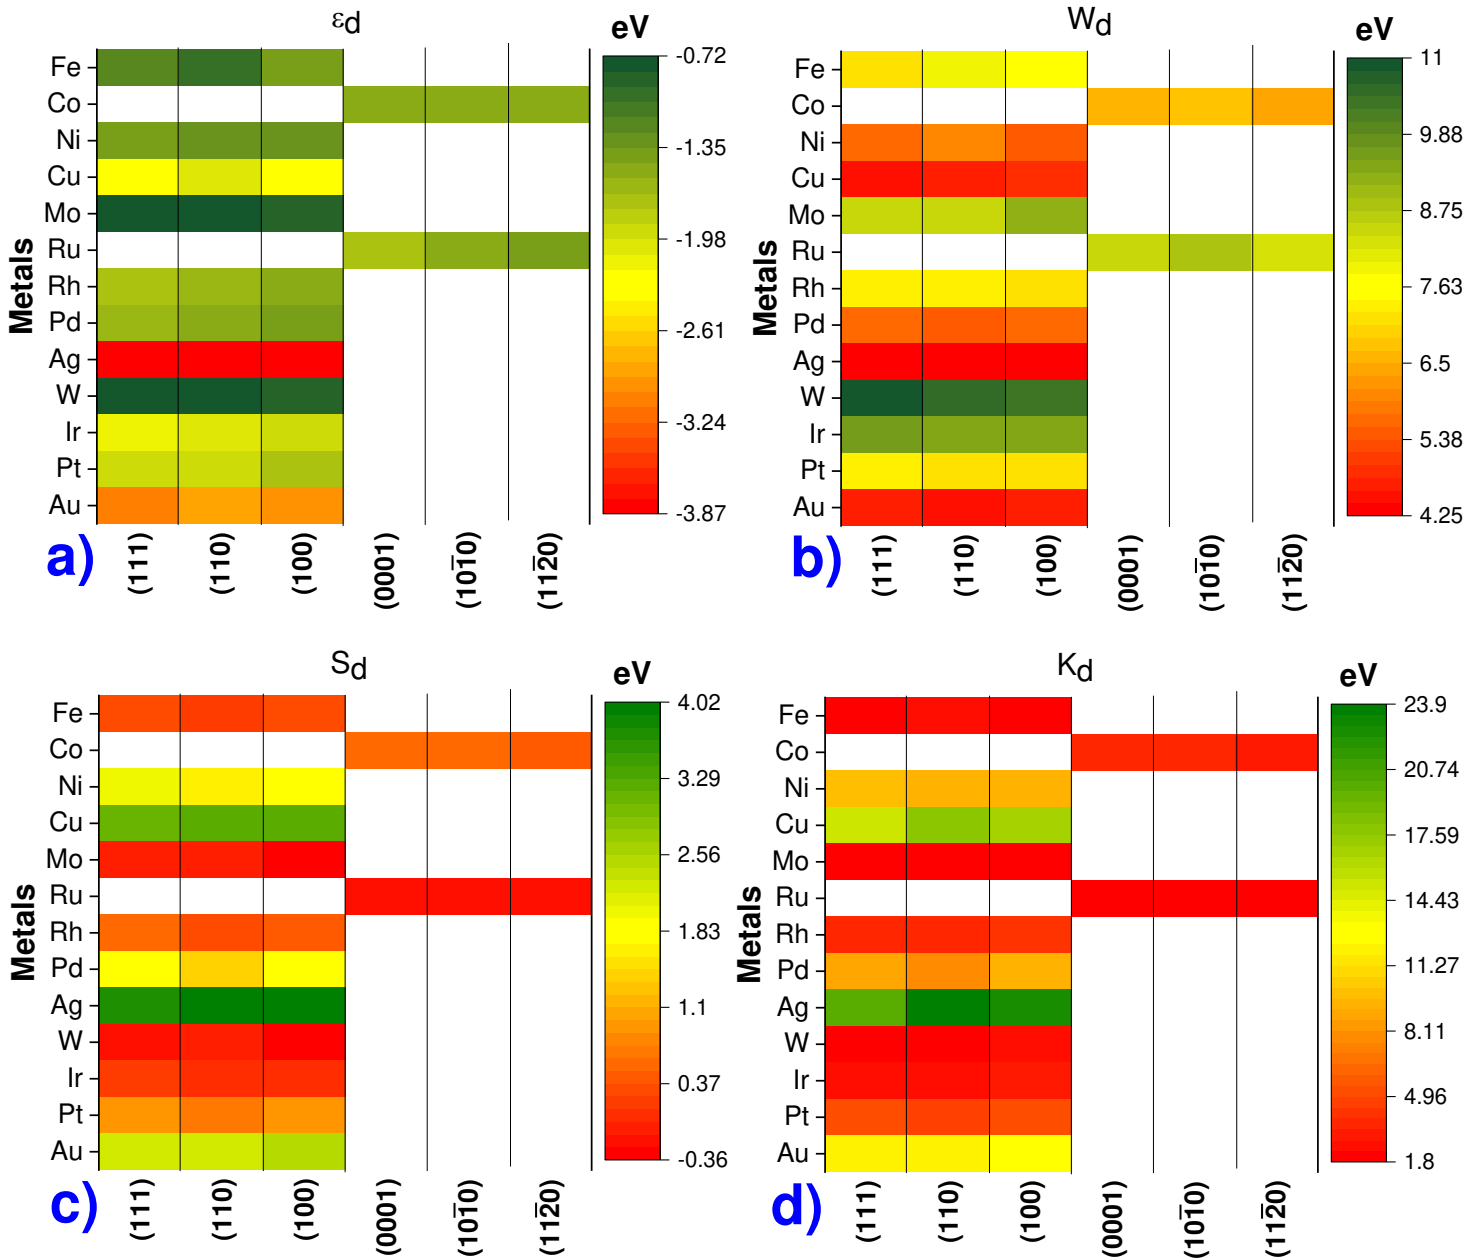 εd
eV
Metals
Fe
Co
Ni
Cu
Mo
Ru
Rh
Pd
Ag
W
Ir
Pt
Au
-0.72
-1.35
-1.98
-2.61
-3.24
-3.87
a)
(111)
(110)
(100)
(0001)
(101̅0)
(112̅0)
Wd
eV
Metals
Fe
Co
Ni
Cu
Mo
Ru
Rh
Pd
Ag
W
Ir
Pt
Au
11
9.88
8.75
7.63
6.5
5.38
4.25
b)
(111)
(110)
(100)
(0001)
(101̅0)
(112̅0)
Sd
eV
Metals
Fe
Co
Ni
Cu
Mo
Ru
Rh
Pd
Ag
W
Ir
Pt
Au
4.02
3.29
2.56
1.83
1.1
0.37
-0.36
c)
(111)
(110)
(100)
(0001)
(101̅0)
(112̅0)
Kd
eV
Metals
Fe
Co
Ni
Cu
Mo
Ru
Rh
Pd
Ag
W
Ir
Pt
Au
23.9
20.74
17.59
14.43
11.27
8.11
4.96
1.8
d)
(111)
(110)
(100)
(0001)
(101̅0)
(112̅0)